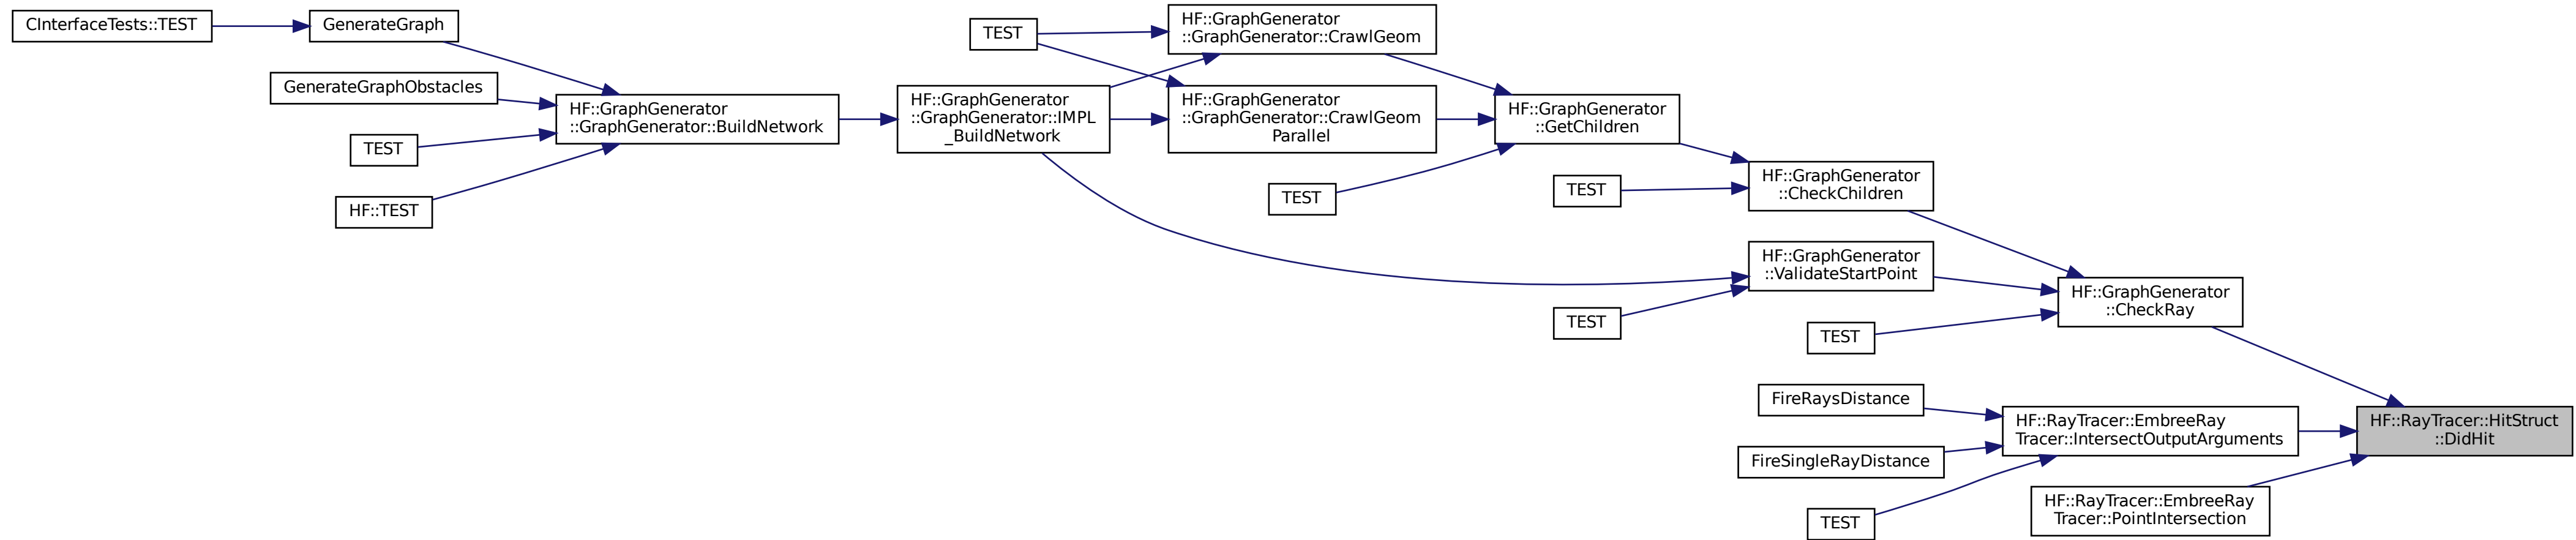 CInterfaceTests::TEST
GenerateGraph
GenerateGraphObstacles
TEST
HF::TEST
HF::GraphGenerator
::GraphGenerator::BuildNetwork
HF::GraphGenerator
::GraphGenerator::IMPL
_BuildNetwork
TEST
HF::GraphGenerator
::GraphGenerator::CrawlGeom
HF::GraphGenerator
::GraphGenerator::CrawlGeom
Parallel
TEST
HF::GraphGenerator
::GetChildren
TEST
HF::GraphGenerator
::CheckChildren
HF::GraphGenerator
::ValidateStartPoint
TEST
TEST
HF::GraphGenerator
::CheckRay
FireRaysDistance
FireSingleRayDistance
TEST
HF::RayTracer::EmbreeRay
Tracer::IntersectOutputArguments
HF::RayTracer::EmbreeRay
Tracer::PointIntersection
HF::RayTracer::HitStruct
::DidHit